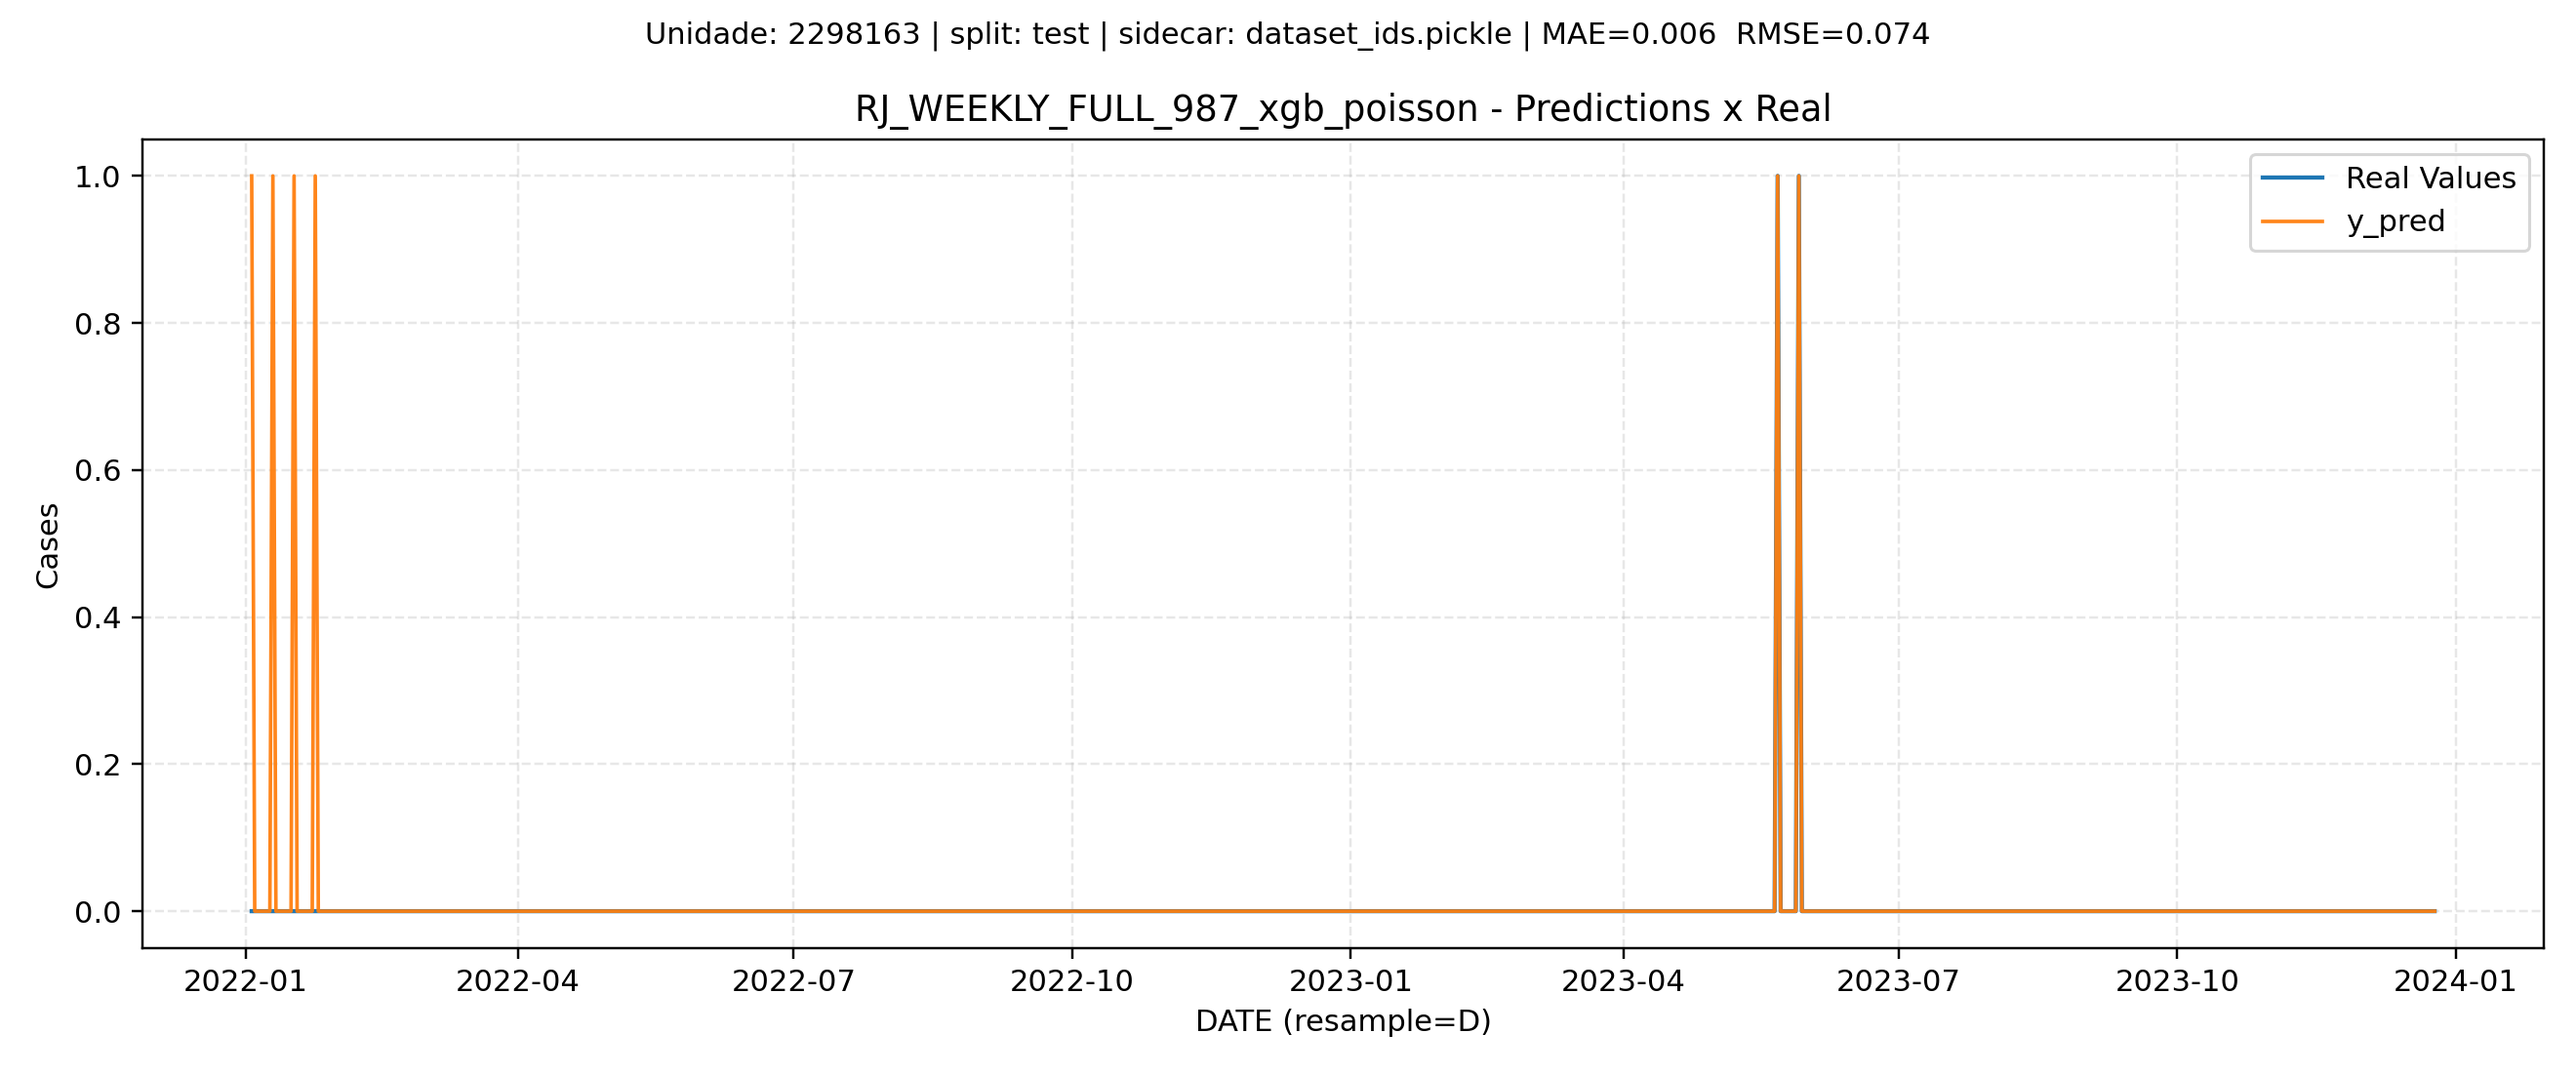 Unidade: 2298163 | split: test | sidecar: dataset_ids.pickle | MAE=0.006  RMSE=0.074
RJ_WEEKLY_FULL_987_xgb_poisson - Predictions x Real
Real Values
y_pred
Cases
1.0
0.8
0.6
0.4
0.2
0.0
2022-01
2022-04
2022-07
2022-10
2023-01
2023-04
2023-07
2023-10
2024-01
DATE (resample=D)